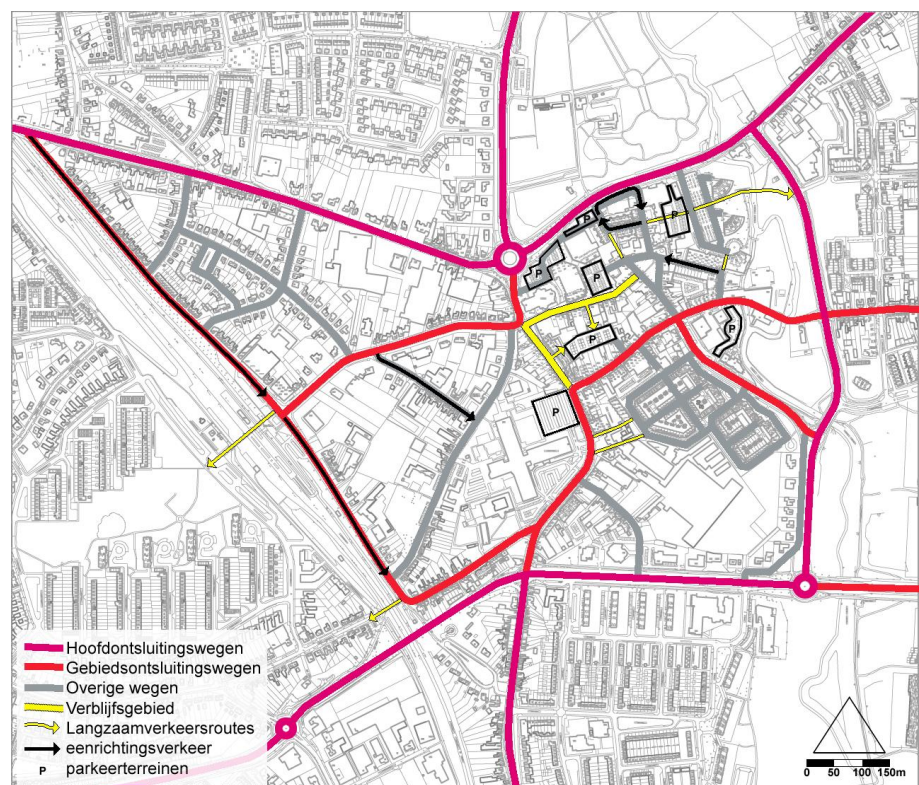 P
P
P
P
P
P
P
Hoofdontsluitingswegen
Gebiedsontsluitingswegen
Overige wegen
Verblijfsgebied
Langzaamverkeersroutes
eenrichtingsverkeer
P parkeerterreinen
0 50 100 150m